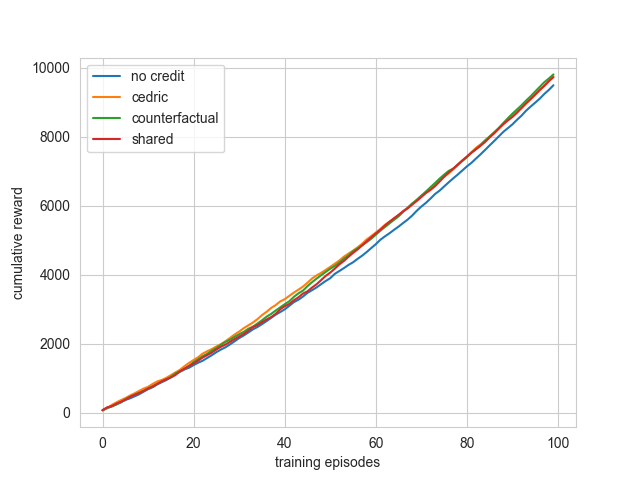 10000
8000
6000
4000
2000
0
0 20 40 60 80 100
training episodes
cumulative reward
no credit
cedric
counterfactual
shared